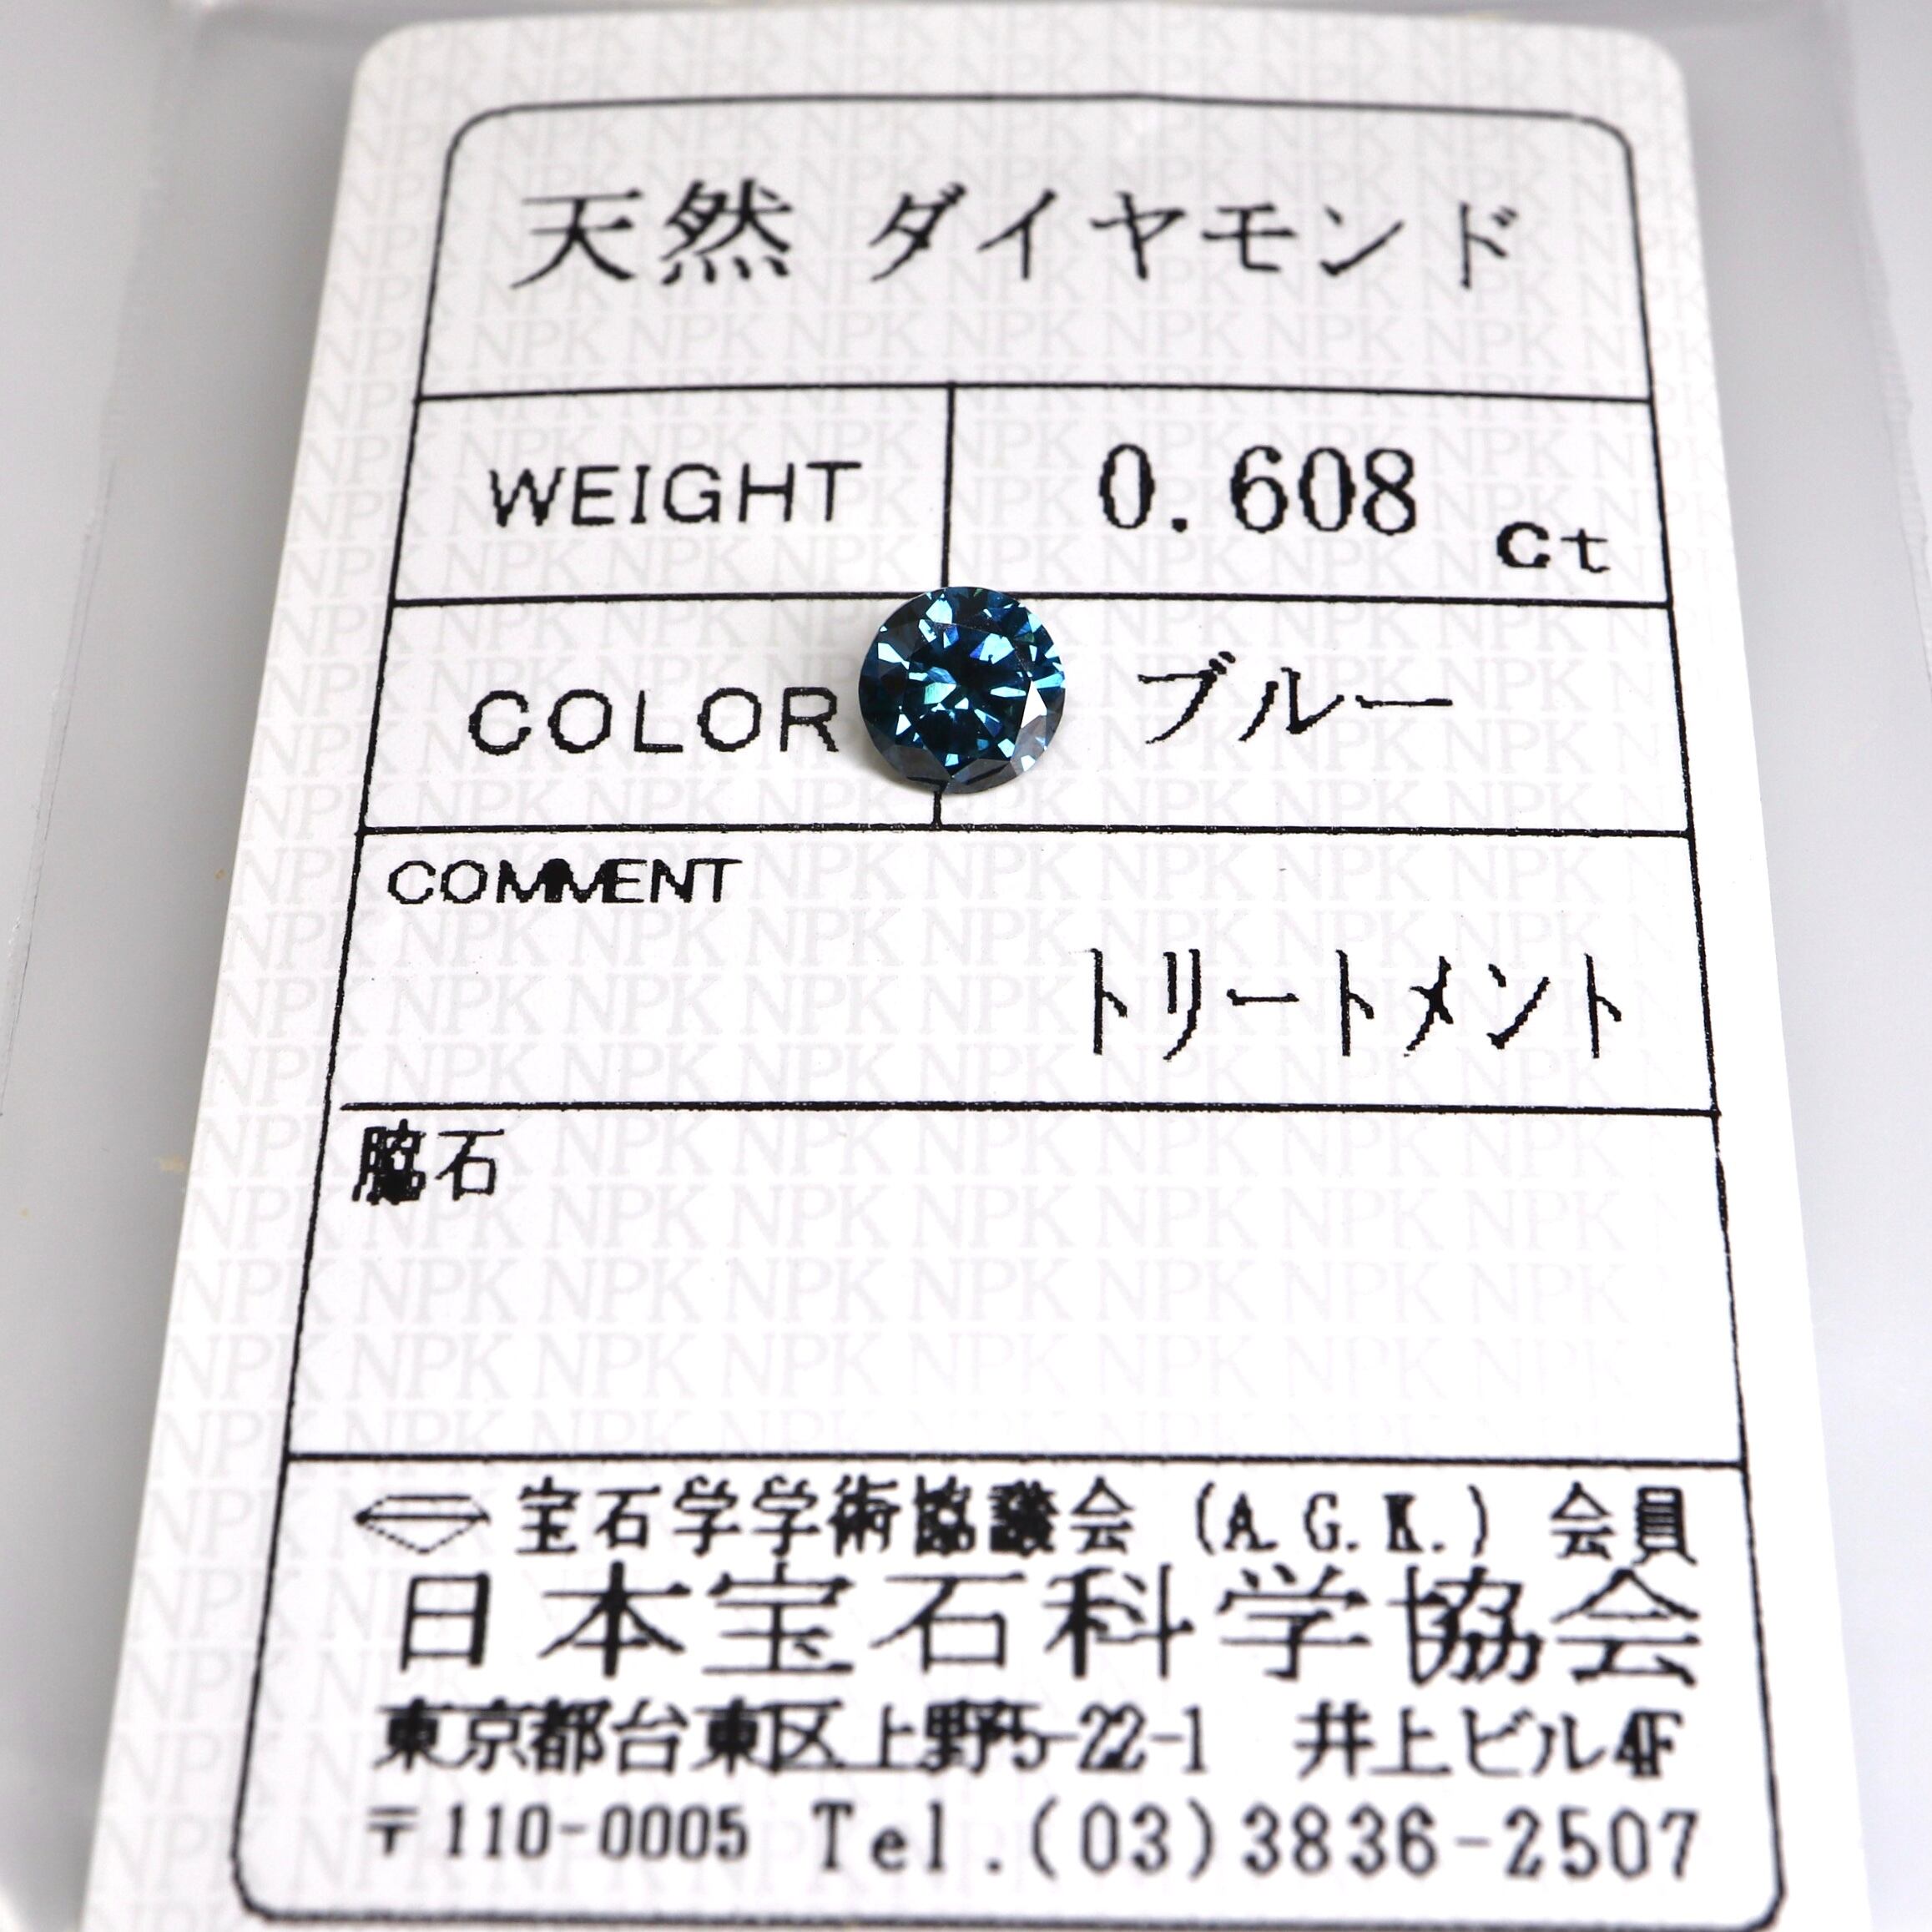 天然 ダイヤモンド
WEIGHT 0.608 ct
COLOR ブルー
COMMENT
トリートメント
脇石
宝石学学術協議会 (A.G.K.) 会員
日本宝石科学協会
東京都台東区上野5-22-1 井上ビル4F
〒110-0005 Tel.(03)3836-2507